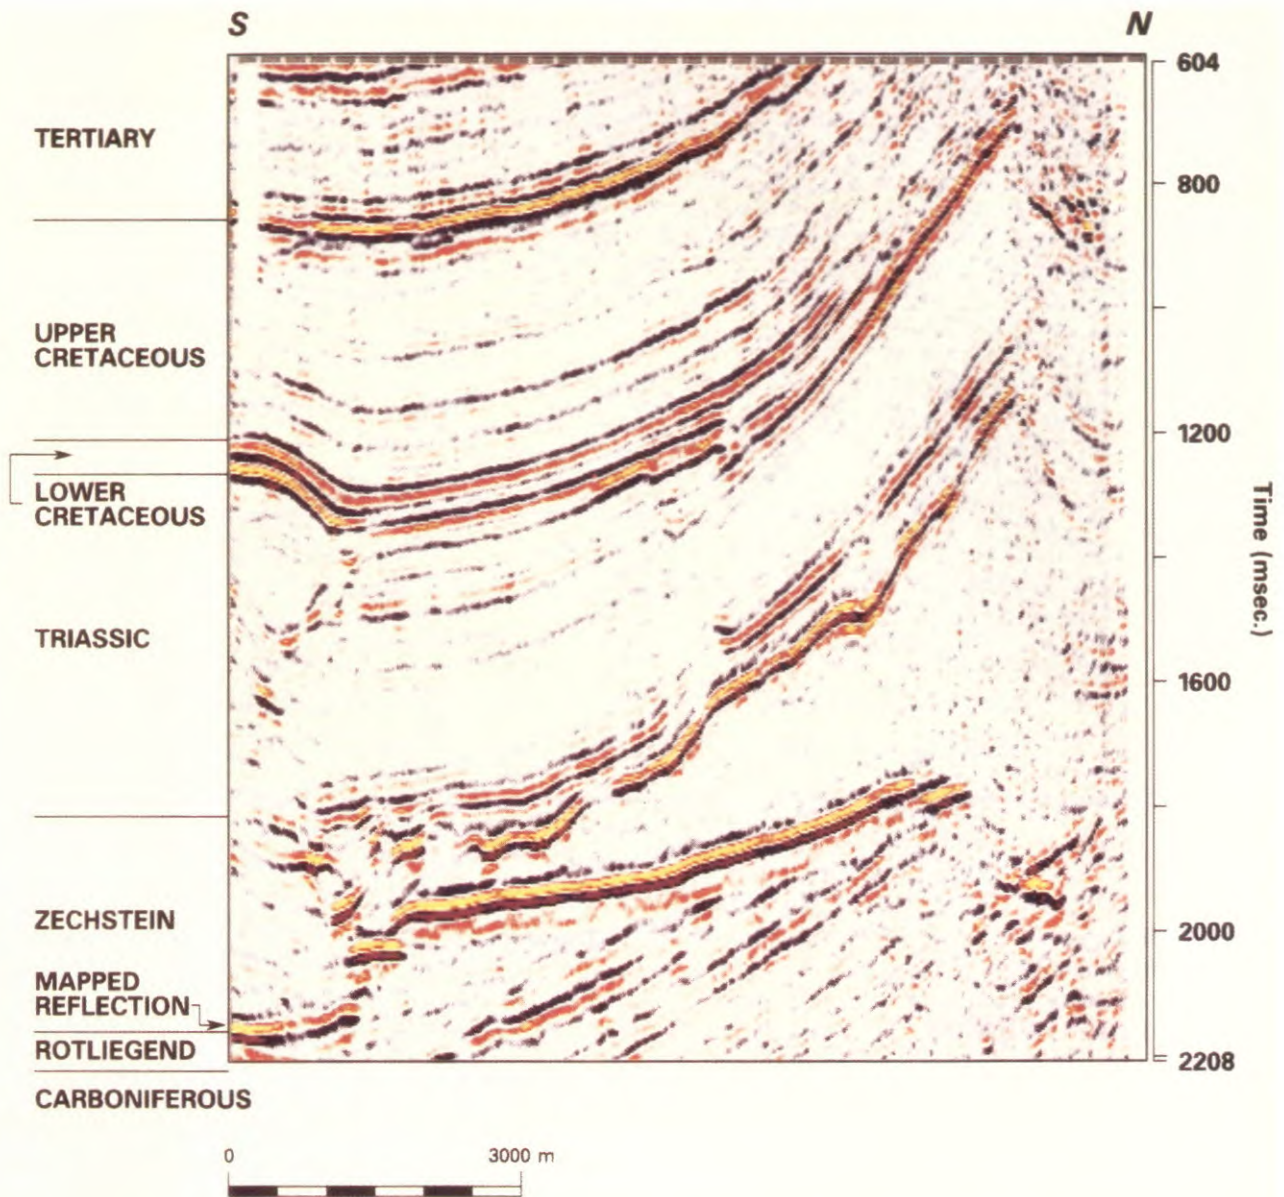 S
N
604
TERTIARY
800
UPPER
CRETACEOUS
1200
LOWER
CRETACEOUS
Time (msec.)
TRIASSIC
1600
ZECHSTEIN
2000
MAPPED
REFLECTION
ROTLIEGEND
2208
CARBONIFEROUS
0
3000 m